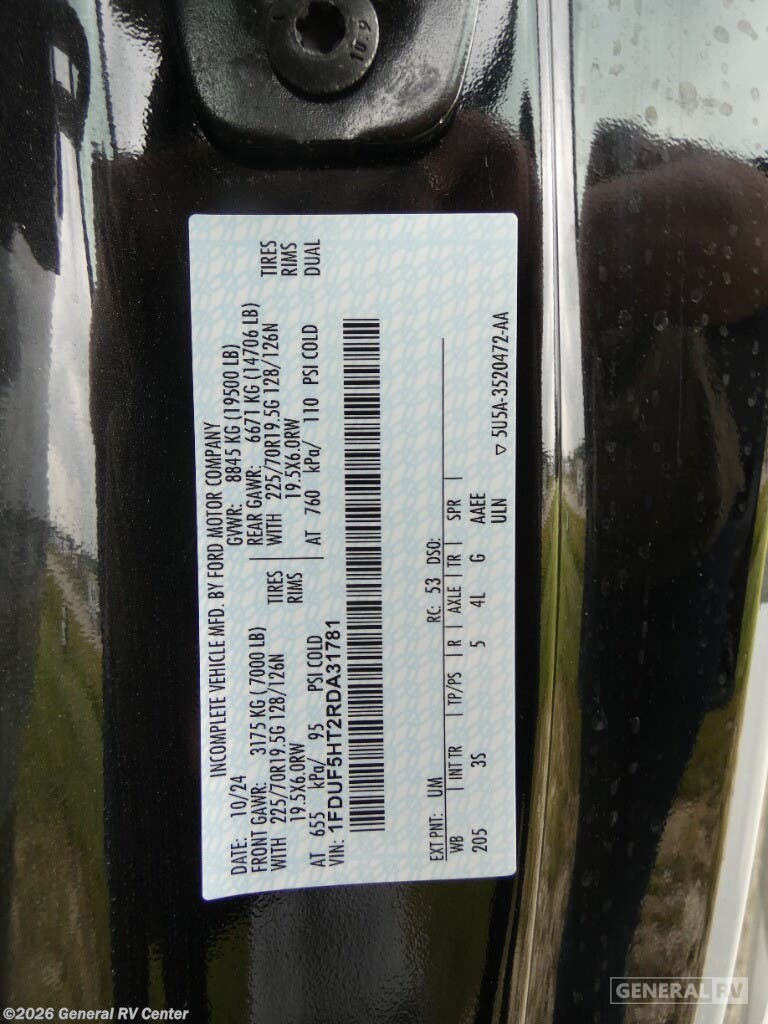 INCOMPLETE VEHICLE MFD. BY FORD MOTOR COMPANY
DATE: 10/24 GVWR: 8845 KG (19500 LB)
FRONT GAWR: 3175 KG (7000 LB) REAR GAWR: 6671 KG (14706 LB)
WITH 225/70R19.5G 128/126N TIRES WITH 225/70R19.5G 128/126N TIRES
19.5X6.0RW RIMS 19.5X6.0RW RIMS
AT 655 kPa/ 95 PSI COLD AT 760 kPa/ 110 PSI COLD DUAL
VIN: 1FDUF5HT2RDA31781
EXT PNT: UM RC: 53 DSO:
WB INT TR TP/PS R AXLE TR SPR
205 3S 5 4L G AAEE
ULN ▽ 5U5A-3520472-AA
10.9
GENERAL RV
©2026 General RV Center
GENERAL RV